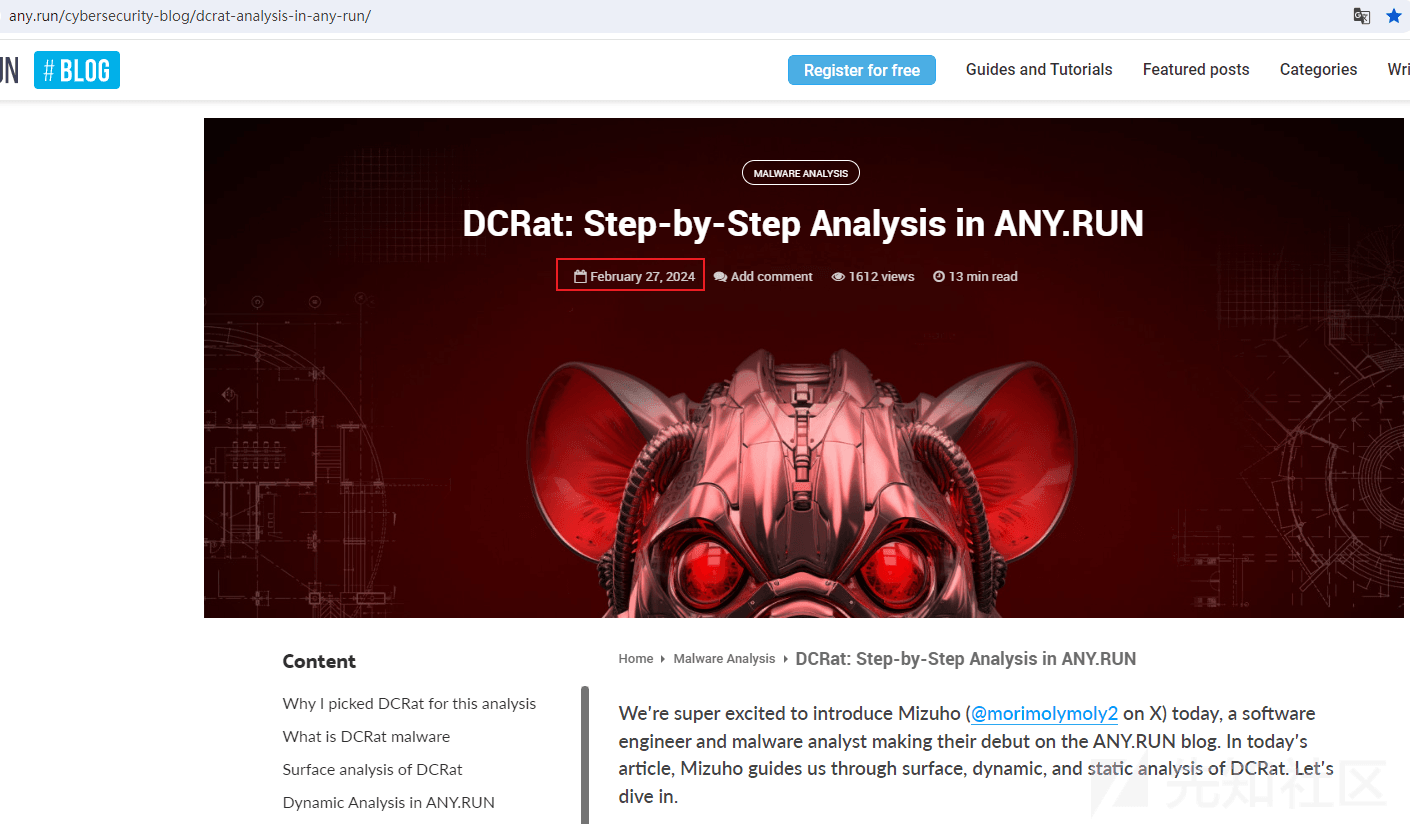 any.run/cybersecurity-blog/dcrat-analysis-in-any-run/
UN # BLOG
Register for free Guides and Tutorials Featured posts Categories Wri
MALWARE ANALYSIS
DCRat: Step-by-Step Analysis in ANY.RUN
February 27, 2024 Add comment 1612 views 13 min read
Content
Why I picked DCRat for this analysis
What is DCRat malware
Surface analysis of DCRat
Dynamic Analysis in ANY.RUN
Home Malware Analysis DCRat: Step-by-Step Analysis in ANY.RUN
We're super excited to introduce Mizuho (@morimolymoly2 on X) today, a software
engineer and malware analyst making their debut on the ANY.RUN blog. In today's
article, Mizuho guides us through surface, dynamic, and static analysis of DCRat. Let's
dive in.
先知社区